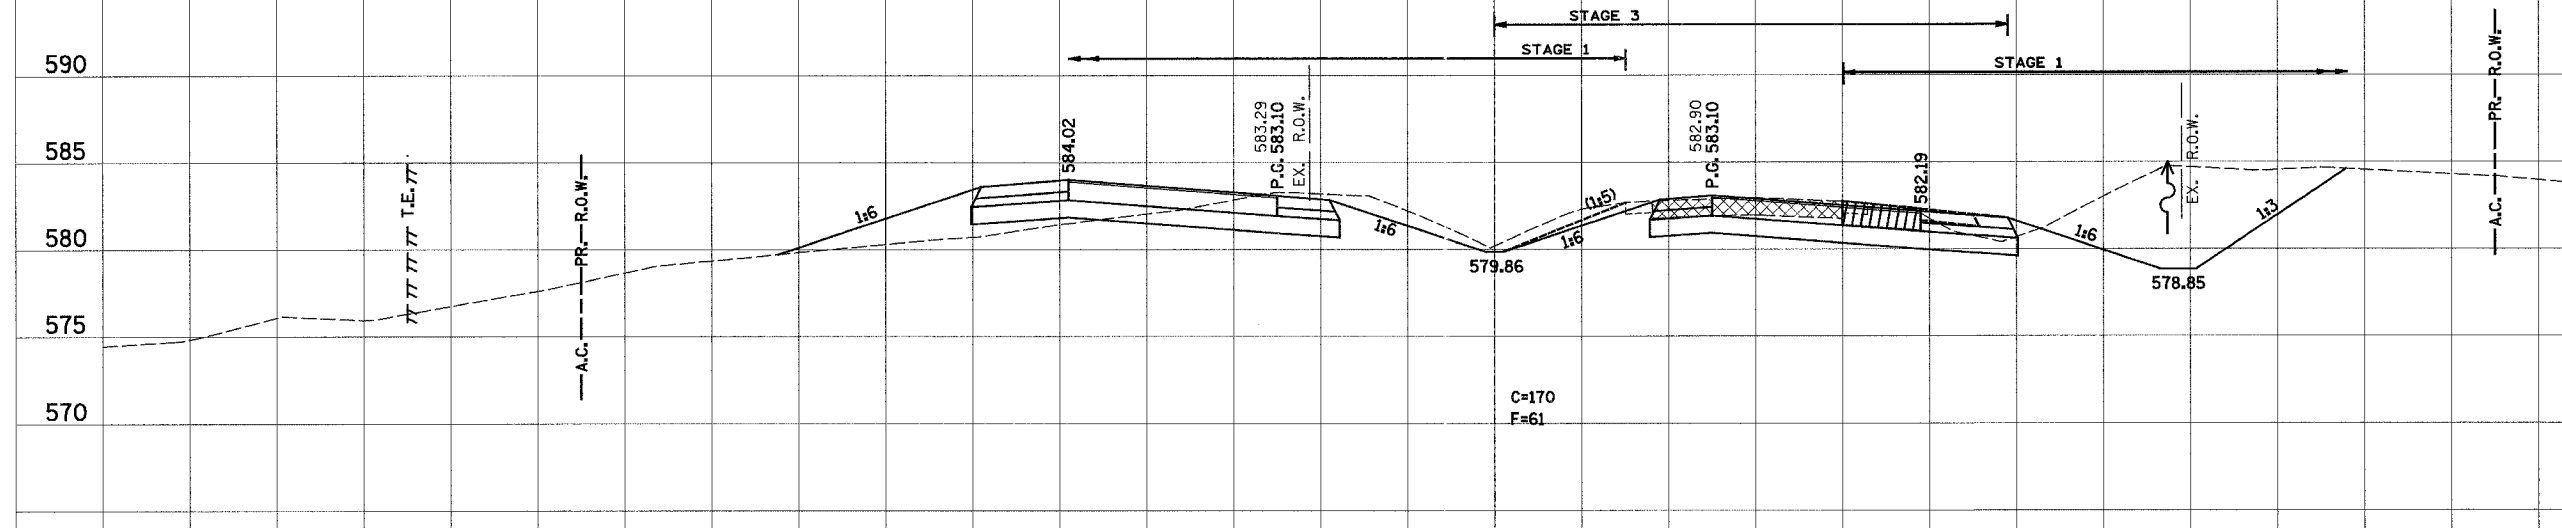 STAGE 3
STAGE 1
STAGE 1
590
585
580
575
570
T.E.
A.C. PR. R.O.W.
1:6
584.02
583.29
P.G. 583.10
EX. R.O.W.
1:6
579.86
(1:5)
1:6
582.90
P.G. 583.10
582.19
1:6
578.85
EX. R.O.W.
1:3
A.C. PR. R.O.W.
C=170
F=61